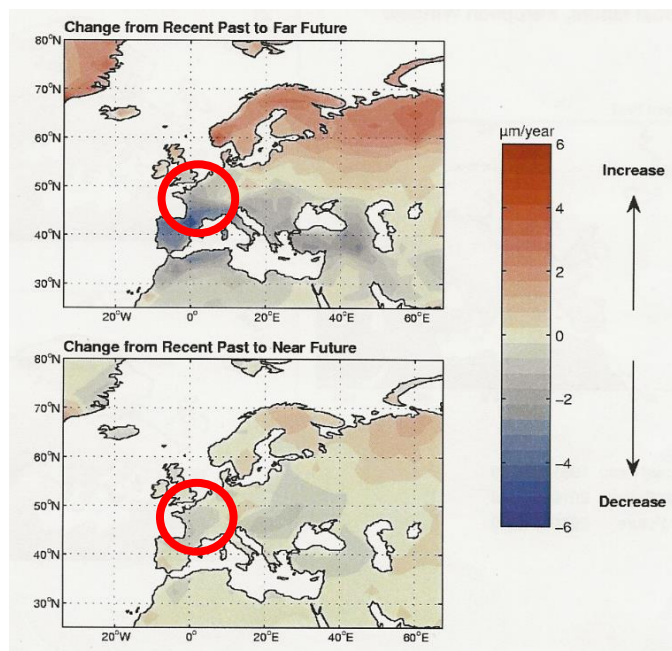 Change from Recent Past to Far Future
80°N
70°N
60°N
50°N
40°N
30°N
20°W
0°
20°E
40°E
60°E
Change from Recent Past to Near Future
80°N
70°N
60°N
50°N
40°N
30°N
20°W
0°
20°E
40°E
60°E
µm/year
6
4
2
0
−2
−4
−6
Increase
Decrease